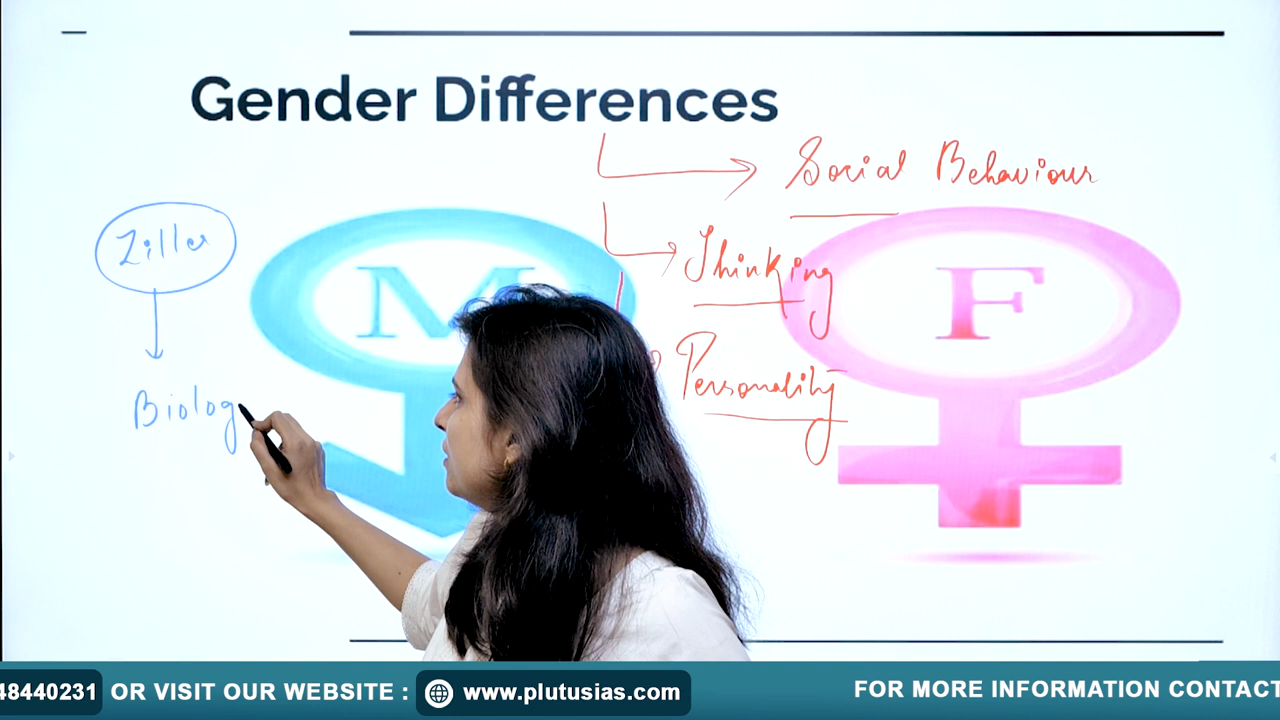 Gender Differences
Social Behaviour
Ziller
Thinking
M
F
Personality
Biolog
48440231 OR VISIT OUR WEBSITE : www.plutusias.com FOR MORE INFORMATION CONTACT